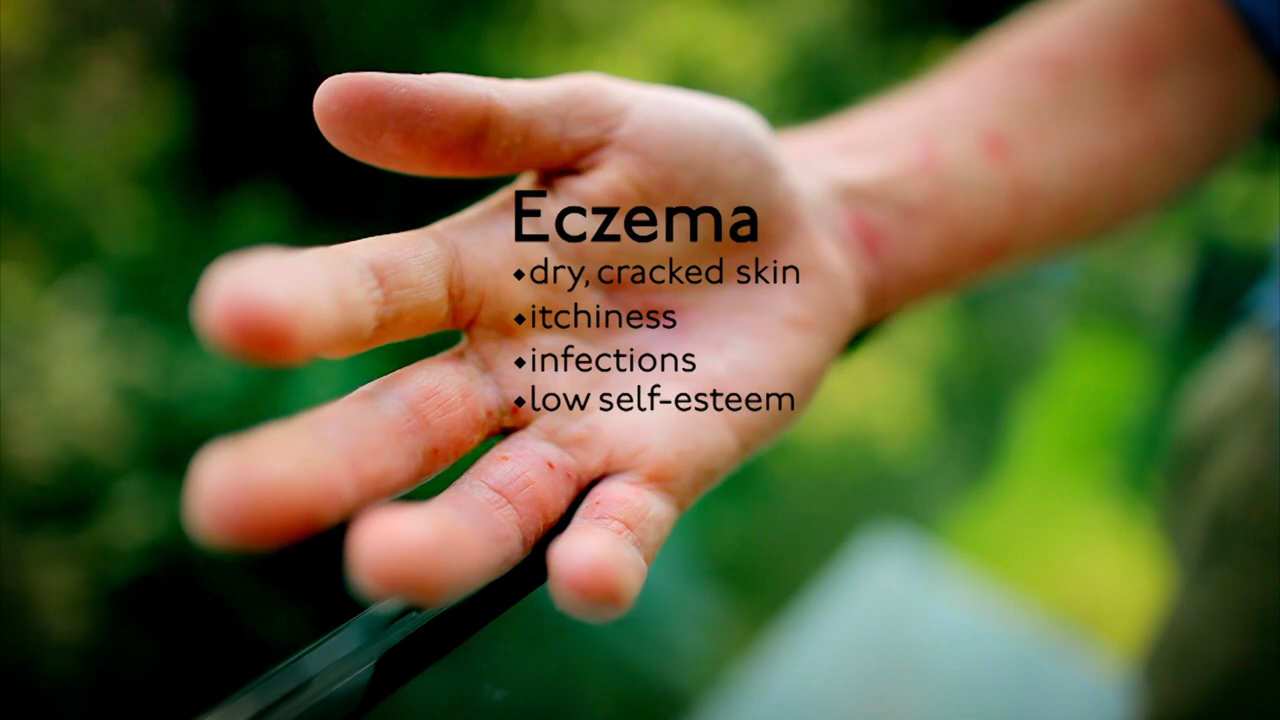 Eczema
◆dry, cracked skin
◆itchiness
◆infections
◆low self-esteem